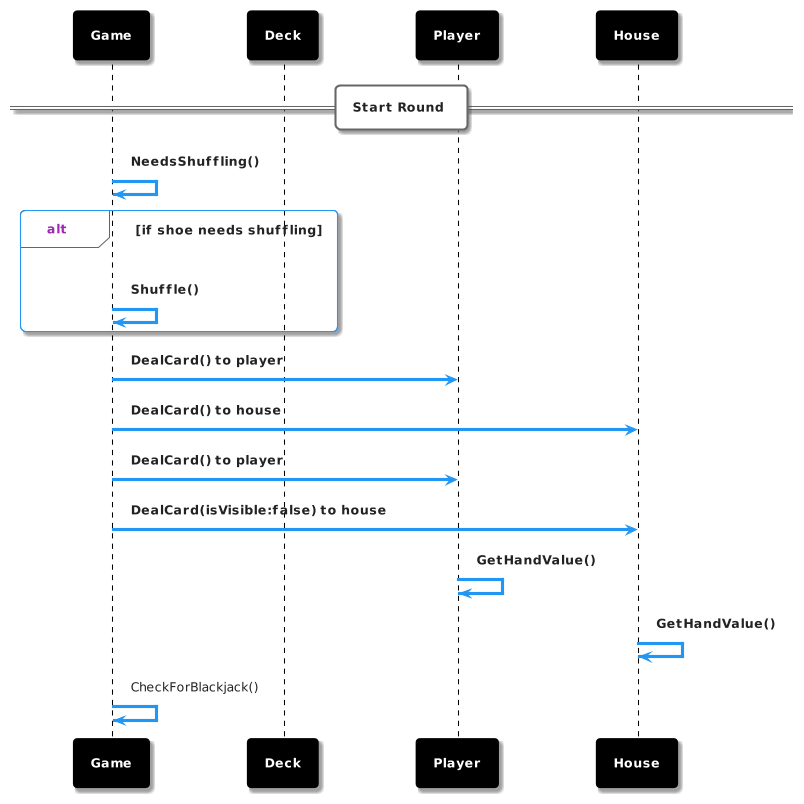 Game Deck Player House
Start Round
NeedsShuffling()
alt [if shoe needs shuffling]
Shuffle()
DealCard() to player
DealCard() to house
DealCard() to player
DealCard(isVisible:false) to house
GetHandValue()
GetHandValue()
CheckForBlackjack()
Game Deck Player House